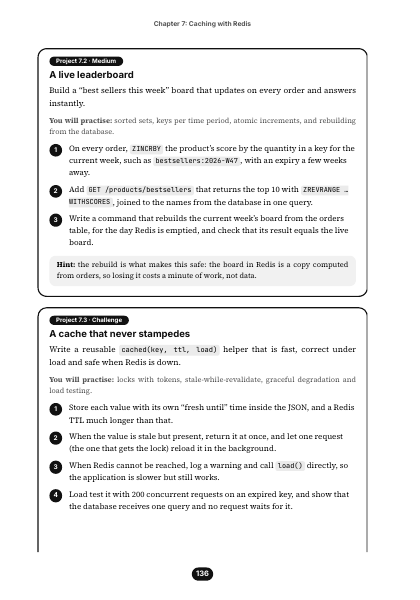 Chapter 7: Caching with Redis
Project 7.2 · Medium
A live leaderboard
Build a “best sellers this week” board that updates on every order and answers
instantly.
You will practise: sorted sets, keys per time period, atomic increments, and rebuilding
from the database.
1 On every order, ZINCRBY the product’s score by the quantity in a key for the
current week, such as bestsellers:2026-W47, with an expiry a few weeks
away.
2 Add GET /products/bestsellers that returns the top 10 with ZREVRANGE …
WITHSCORES, joined to the names from the database in one query.
3 Write a command that rebuilds the current week’s board from the orders
table, for the day Redis is emptied, and check that its result equals the live
board.
Hint: the rebuild is what makes this safe: the board in Redis is a copy computed
from orders, so losing it costs a minute of work, not data.
Project 7.3 · Challenge
A cache that never stampedes
Write a reusable cached(key, ttl, load) helper that is fast, correct under
load and safe when Redis is down.
You will practise: locks with tokens, stale-while-revalidate, graceful degradation and
load testing.
1 Store each value with its own “fresh until” time inside the JSON, and a Redis
TTL much longer than that.
2 When the value is stale but present, return it at once, and let one request
(the one that gets the lock) reload it in the background.
3 When Redis cannot be reached, log a warning and call load() directly, so
the application is slower but still works.
4 Load test it with 200 concurrent requests on an expired key, and show that
the database receives one query and no request waits for it.
136